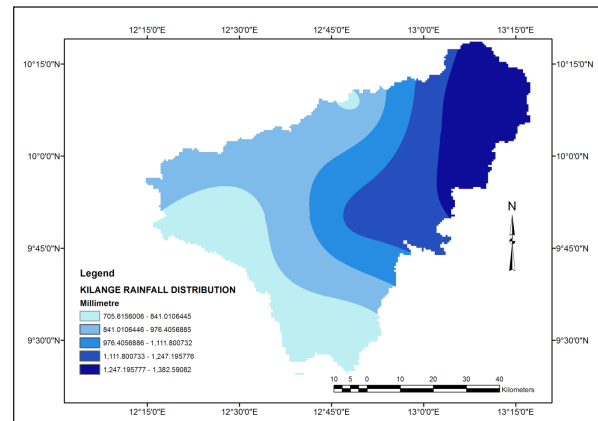 12°15'0"E 12°30'0"E 12°45'0"E 13°0'0"E 13°15'0"E
10°15'0"N 10°15'0"N
10°0'0"N 10°0'0"N
N
9°45'0"N 9°45'0"N
Legend
KILANGE RAINFALL DISTRIBUTION
Millimetre
705.6156006 - 841.0106445
841.0106446 - 976.4056885
976.4056886 - 1,111.800732
1,111.800733 - 1,247.195776
1,247.195777 - 1,382.59082
9°30'0"N 9°30'0"N
10 5 0 10 20 30 40
Kilometers
12°15'0"E 12°30'0"E 12°45'0"E 13°0'0"E 13°15'0"E